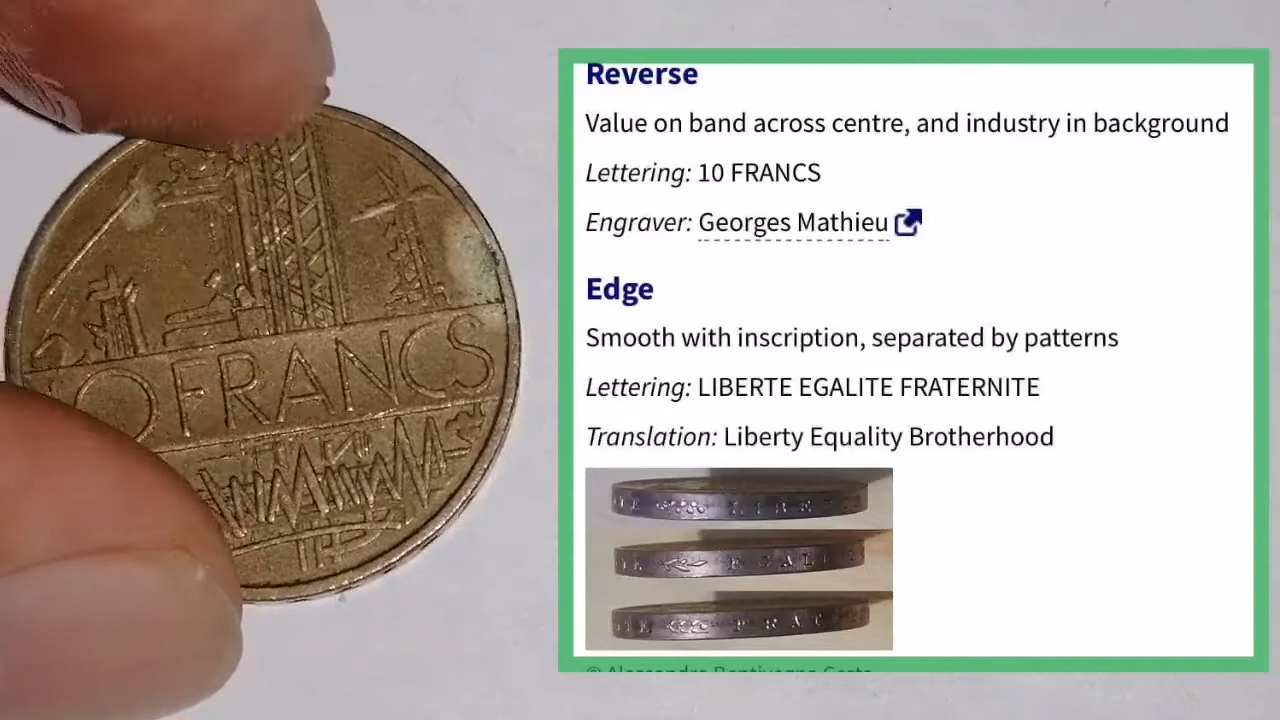 0 FRANCS
Reverse
Value on band across centre, and industry in background
Lettering: 10 FRANCS
Engraver: Georges Mathieu
Edge
Smooth with inscription, separated by patterns
Lettering: LIBERTE EGALITE FRATERNITE
Translation: Liberty Equality Brotherhood